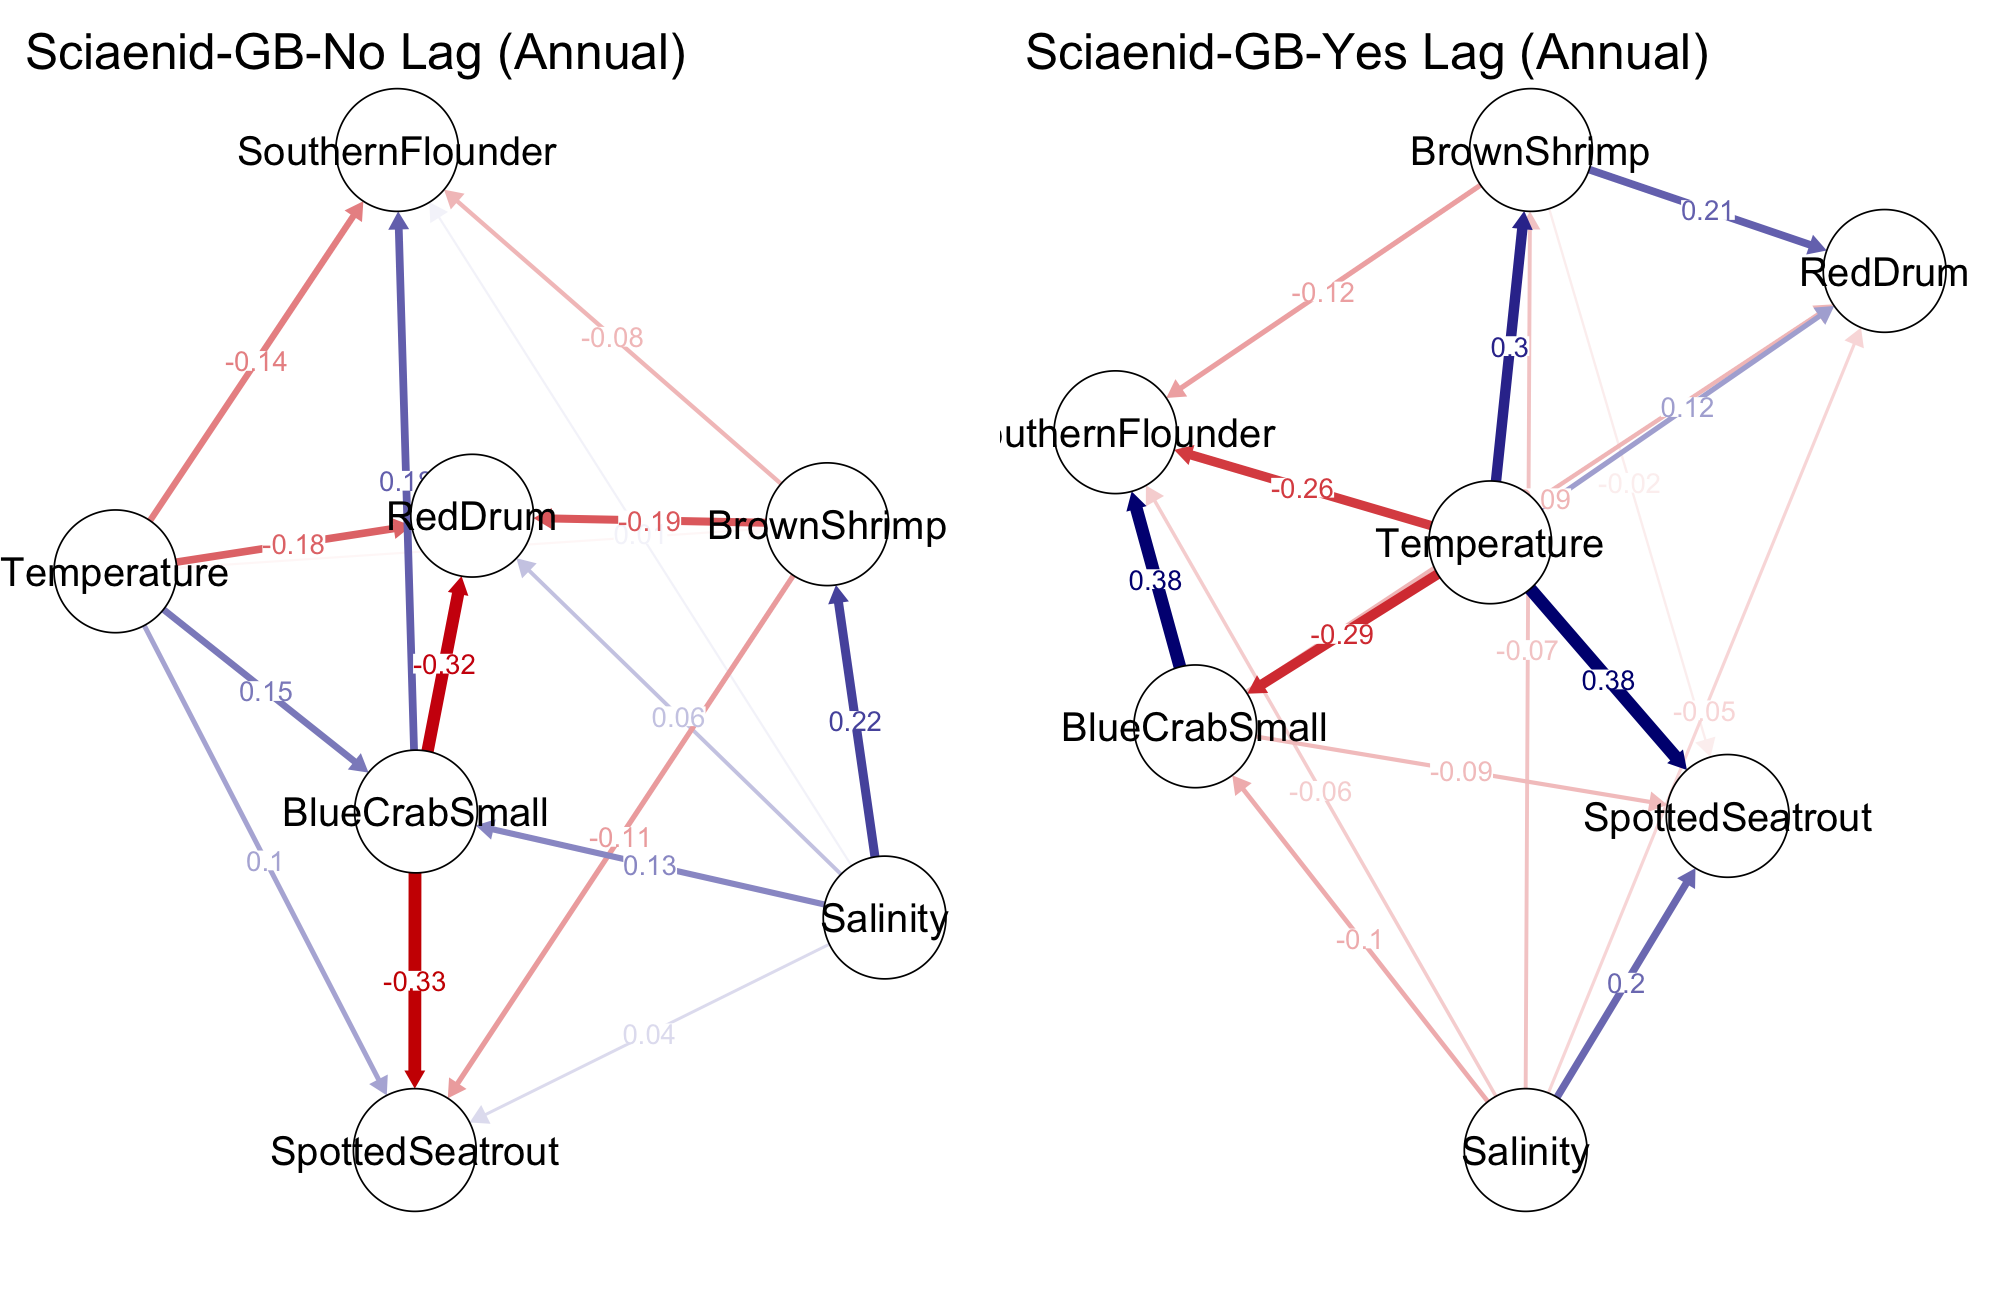 Sciaenid-GB-No Lag (Annual)
SouthernFlounder
-0.08
-0.14
RedDrum
-0.19
BrownShrimp
0.01
-0.18
Temperature
-0.32
0.15
0.06
0.22
BlueCrabSmall
-0.11
0.1
0.13
Salinity
-0.33
0.04
SpottedSeatrout
Sciaenid-GB-Yes Lag (Annual)
BrownShrimp
0.21
RedDrum
-0.12
0.3
0.12
uthernFlounder
-0.26
09
-0.02
Temperature
0.38
-0.29
-0.07
0.38
-0.05
BlueCrabSmall
-0.09
-0.06
SpottedSeatrout
-0.1
0.2
Salinity